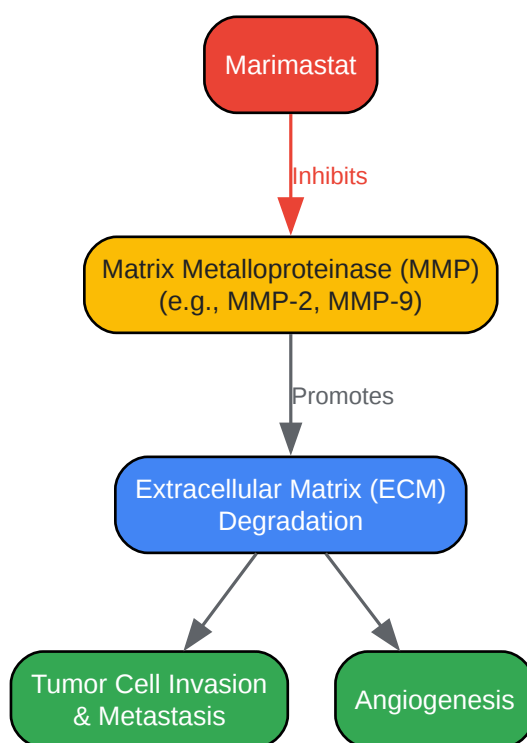 Marimastat
Inhibits
Matrix Metalloproteinase (MMP)
(e.g., MMP-2, MMP-9)
Promotes
Extracellular Matrix (ECM)
Degradation
Tumor Cell Invasion
& Metastasis
Angiogenesis